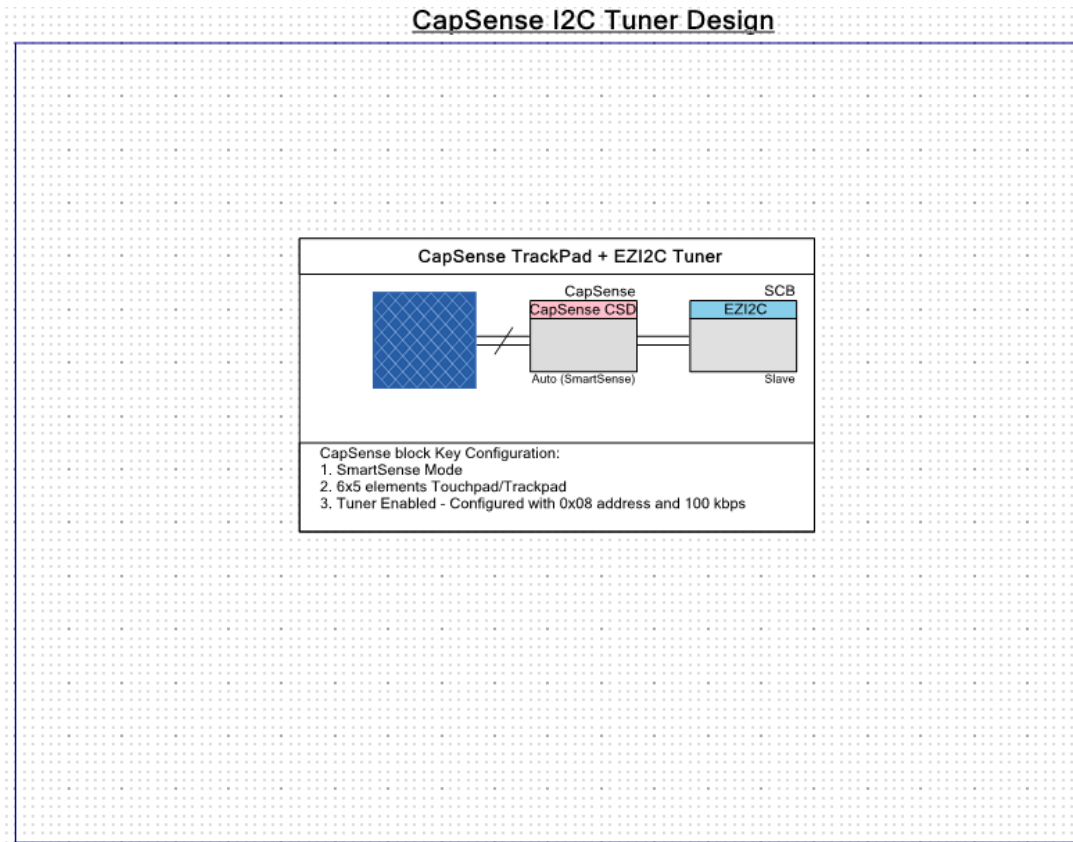 CapSense I2C Tuner Design
CapSense TrackPad + EZI2C Tuner
CapSense
CapSense CSD
Auto (SmartSense)
SCB
EZI2C
Slave
CapSense block Key Configuration:
1. SmartSense Mode
2. 6x5 elements Touchpad/Trackpad
3. Tuner Enabled - Configured with 0x08 address and 100 kbps